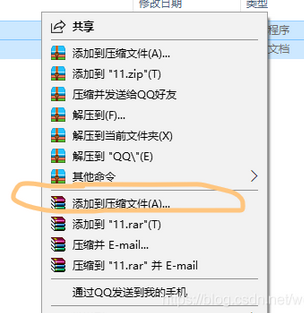 修改日期 类型
共享
程序
添加到压缩文件(A)...
文档
添加到 "11.zip"(T)
压缩并发送给QQ好友
解压到(F)...
解压到当前文件夹(X)
解压到 "QQ\"(E)
其他命令
添加到压缩文件(A)...
添加到 "11.rar"(T)
压缩并 E-mail...
压缩到 "11.rar" 并 E-mail
通过QQ发送到我的手机
https://blog.csdn.net/w